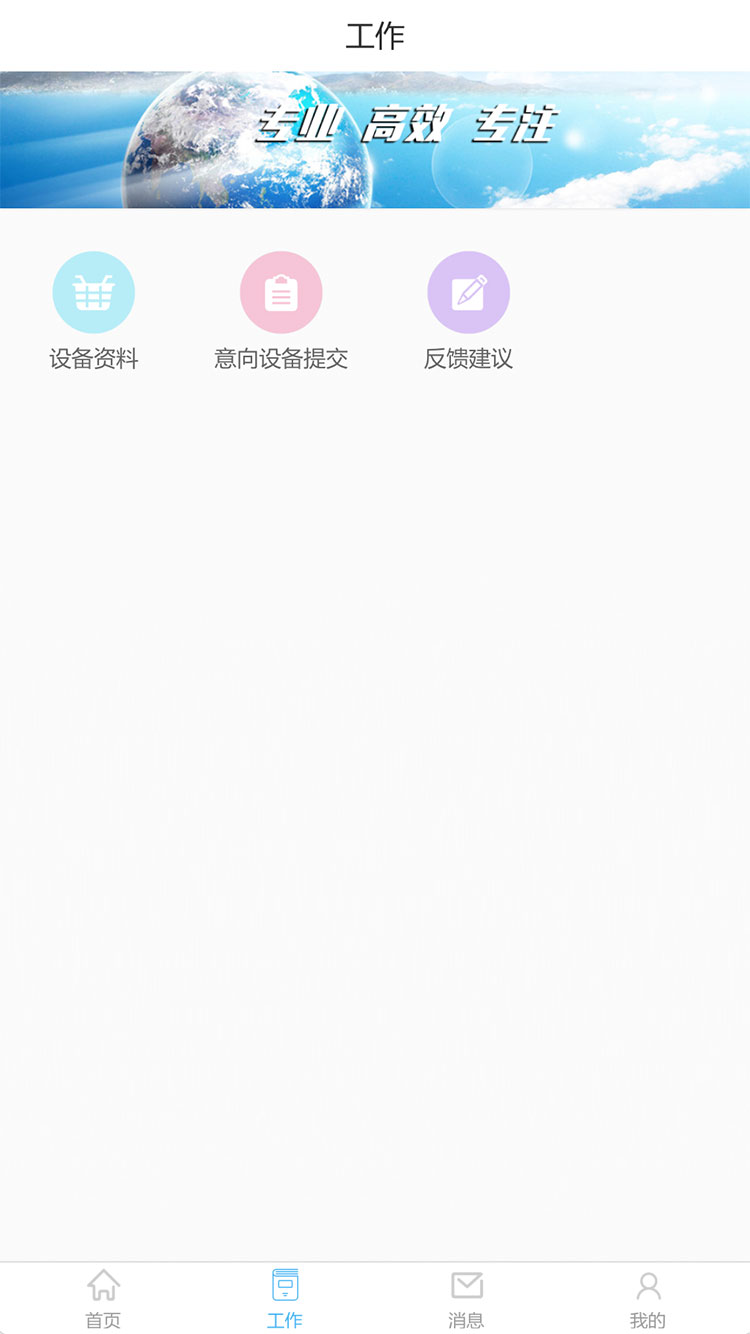 工作
专业 高效 专注
设备资料 意向设备提交 反馈建议
首页 工作 消息 我的